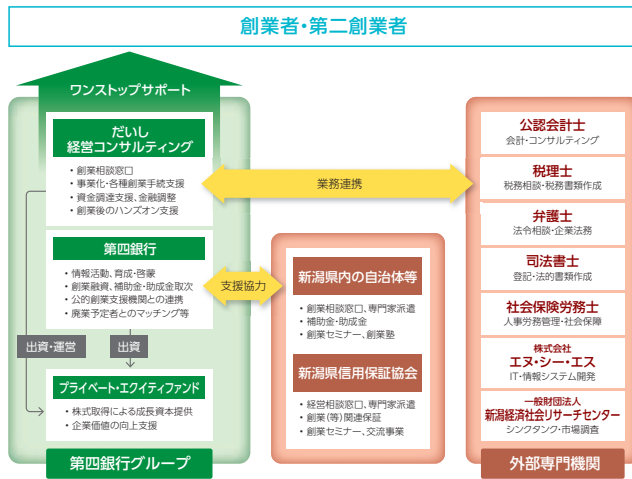 創業者・第二創業者
ワンストップサポート
だいし
経営コンサルティング
・創業相談窓口
・事業化・各種創業手続支援
・資金調達支援、金融調整
・創業後のハンズオン支援
第四銀行
・情報活動、育成・啓蒙
・創業融資、補助金・助成金取次
・公的創業支援機関との連携
・廃業予定者とのマッチング等
出資・運営
出資
プライベート・エクイティファンド
・株式取得による成長資本提供
・企業価値の向上支援
第四銀行グループ
業務連携
支援協力
新潟県内の自治体等
・創業相談窓口、専門家派遣
・補助金・助成金
・創業セミナー、創業塾
新潟県信用保証協会
・経営相談窓口、専門家派遣
・創業(等)関連保証
・創業セミナー、交流事業
公認会計士
会計・コンサルティング
税理士
税務相談・税務書類作成
弁護士
法令相談・企業法務
司法書士
登記・法的書類作成
社会保険労務士
人事労務管理・社会保障
株式会社
エヌ・シー・エス
IT・情報システム開発
一般財団法人
新潟経済社会リサーチセンター
シンクタンク・市場調査
外部専門機関